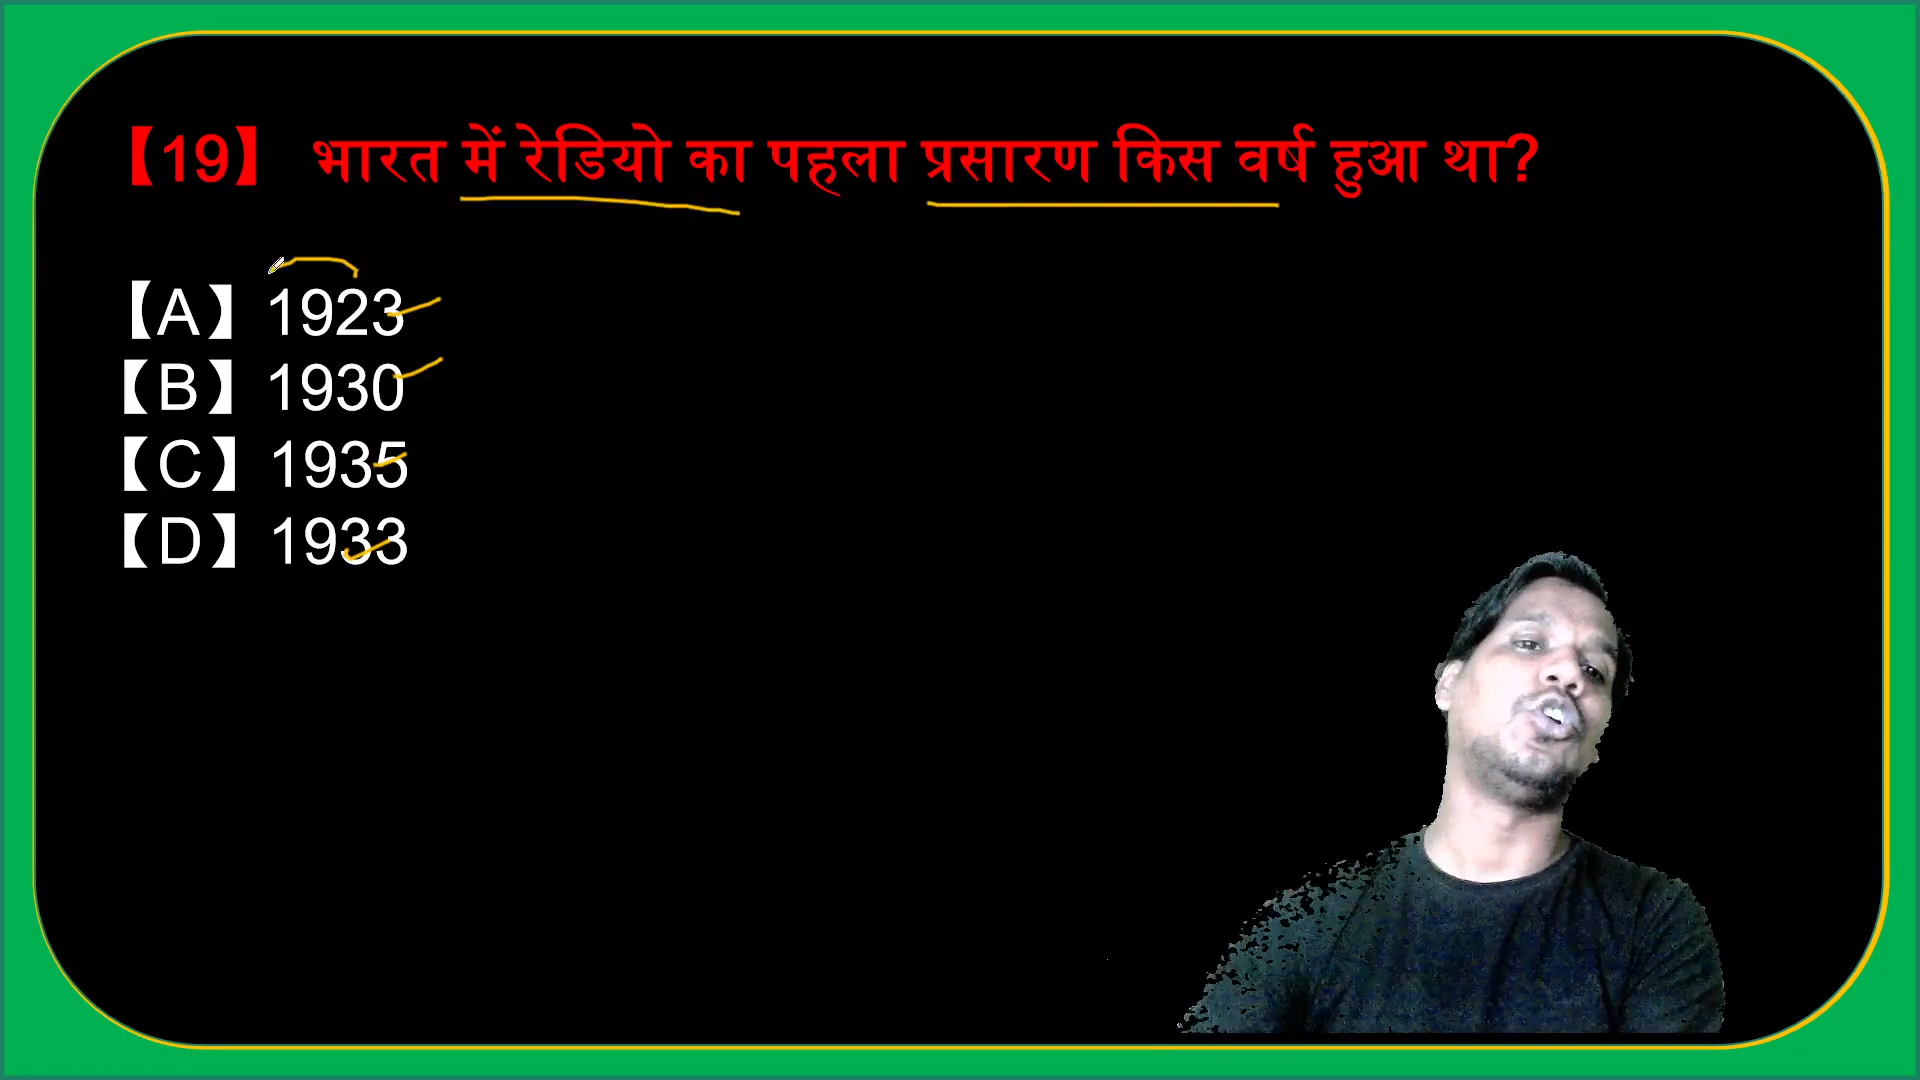 【19】 भारत में रेडियो का पहला प्रसारण किस वर्ष हुआ था?
【A】1923
【B】1930
【C】1935
【D】1933